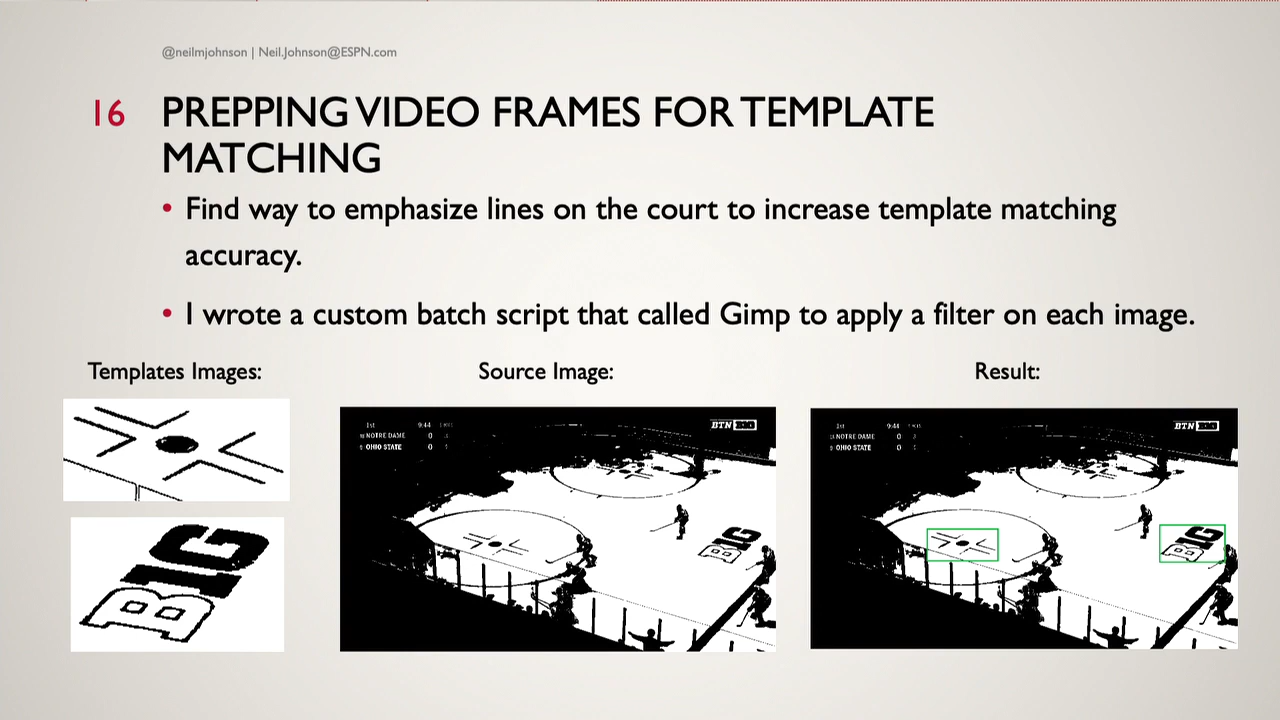 @neilmjohnson | Neil.Johnson@ESPN.com
16
PREPPING VIDEO FRAMES FOR TEMPLATE
MATCHING
• Find way to emphasize lines on the court to increase template matching
accuracy.
• I wrote a custom batch script that called Gimp to apply a filter on each image.
Templates Images:
Source Image:
Result:
B1G
1st 9:44
NOTRE DAME 0
OHIO STATE 0
BTN
B1G
1st 9:44
NOTRE DAME 0
OHIO STATE 0
BTN
B1G